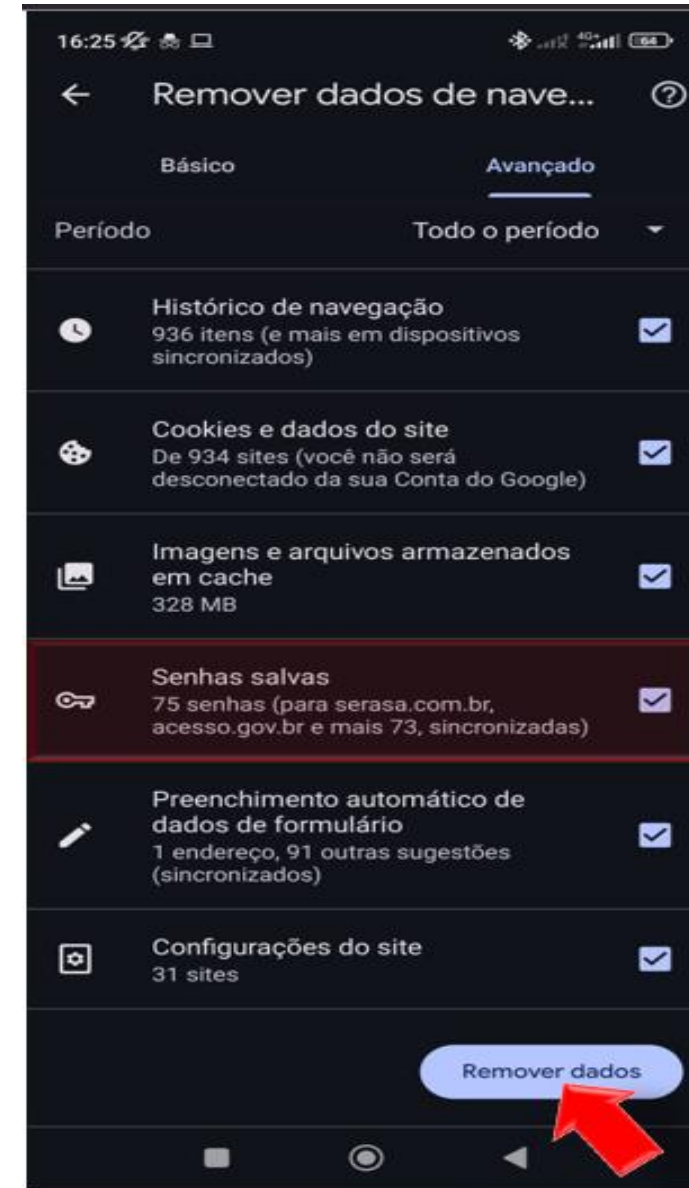 16:25
4G+ 64
Remover dados de nave...
Básico Avançado
Período Todo o período
Histórico de navegação
936 itens (e mais em dispositivos
sincronizados)
Cookies e dados do site
De 934 sites (você não será
desconectado da sua Conta do Google)
Imagens e arquivos armazenados
em cache
328 MB
Senhas salvas
75 senhas (para serasa.com.br,
acesso.gov.br e mais 73, sincronizadas)
Preenchimento automático de
dados de formulário
1 endereço, 91 outras sugestões
(sincronizados)
Configurações do site
31 sites
Remover dados